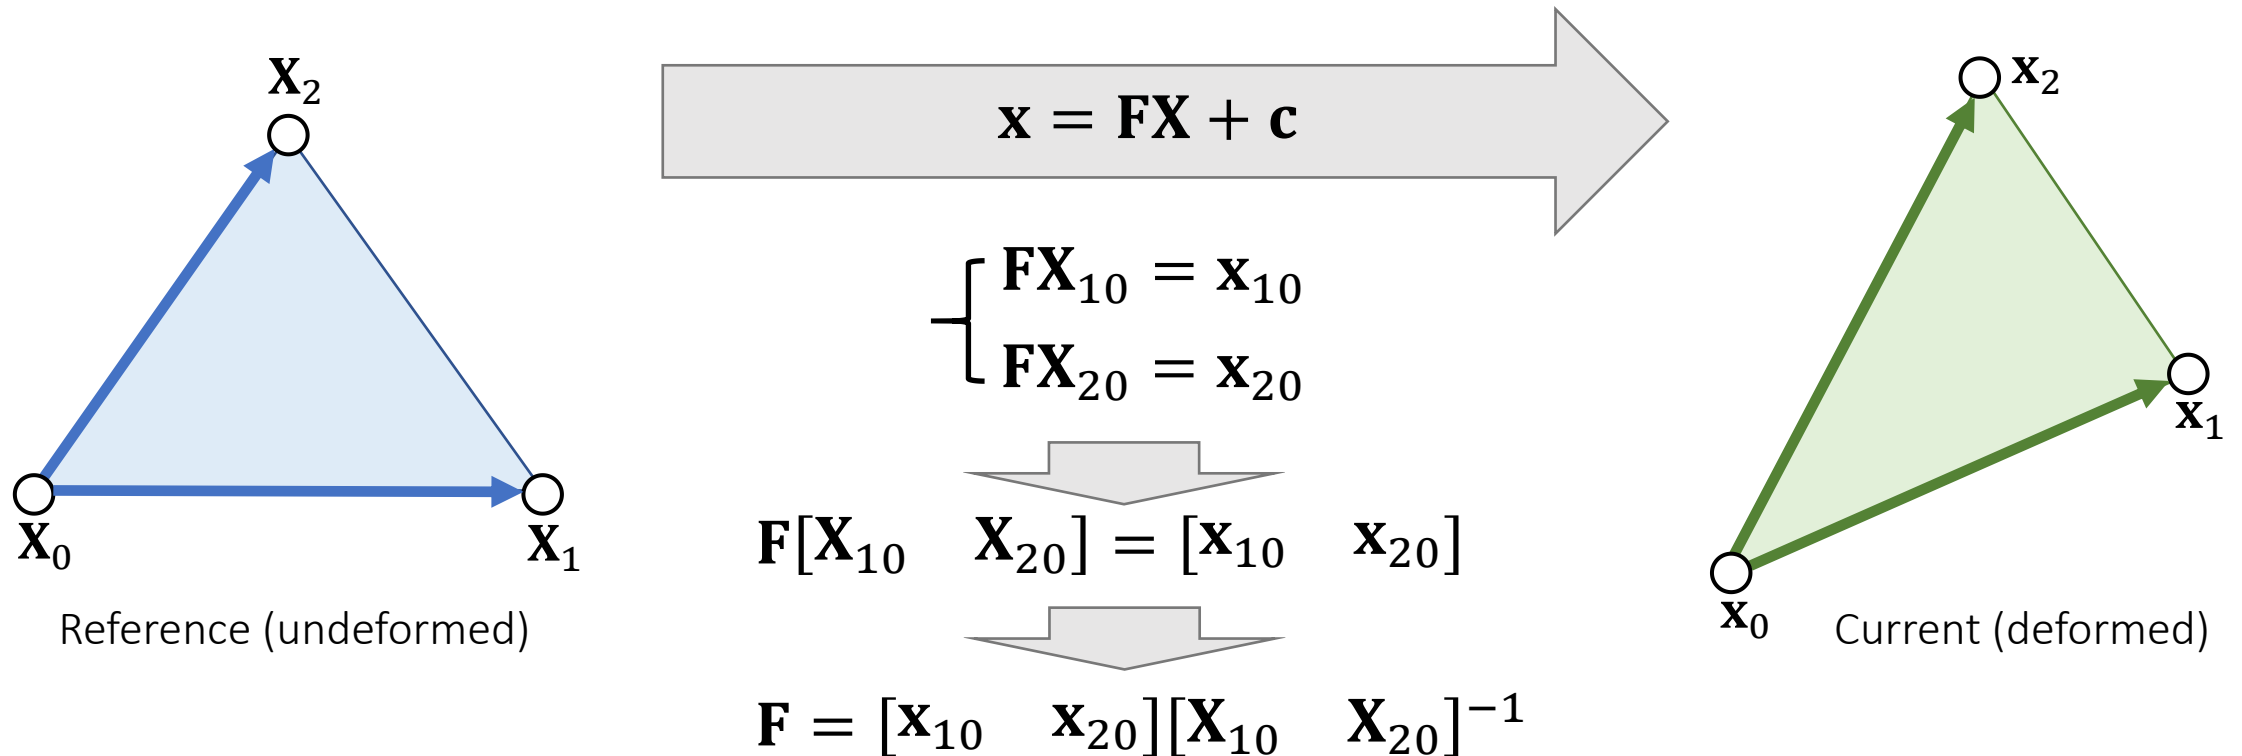 𝐗₂
𝐱 = 𝐅𝐗 + 𝐜
𝐱₂
𝐅𝐗₁₀ = 𝐱₁₀
𝐅𝐗₂₀ = 𝐱₂₀
𝐱₁
𝐗₀
𝐗₁
𝐅[𝐗₁₀ 𝐗₂₀] = [𝐱₁₀ 𝐱₂₀]
𝐱₀
Reference (undeformed)
Current (deformed)
𝐅 = [𝐱₁₀ 𝐱₂₀][𝐗₁₀ 𝐗₂₀]⁻¹